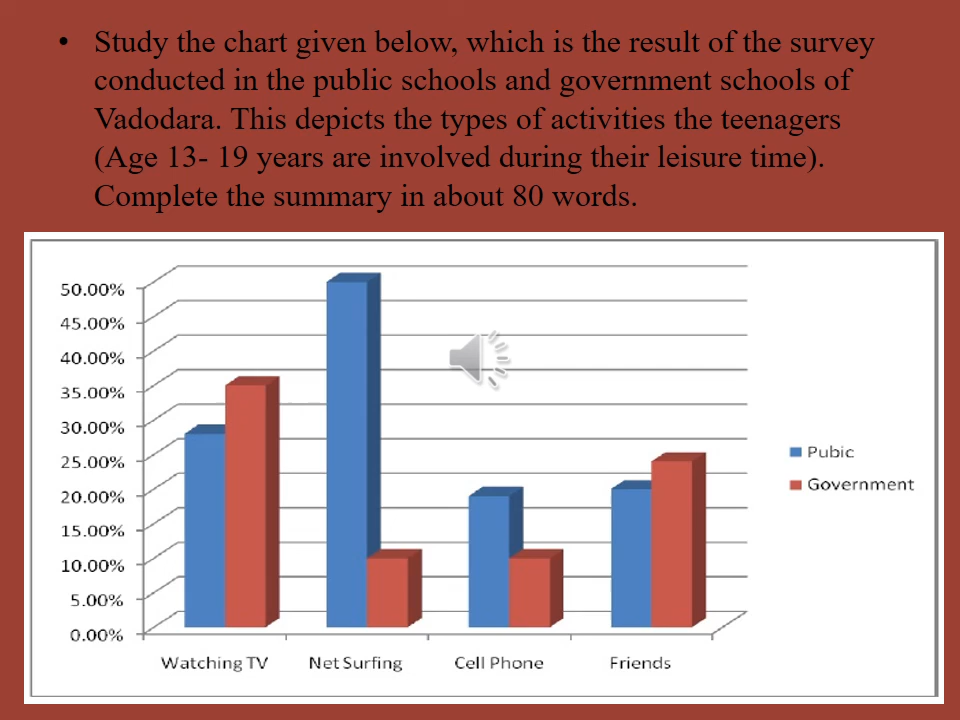 • Study the chart given below, which is the result of the survey
conducted in the public schools and government schools of
Vadodara. This depicts the types of activities the teenagers
(Age 13- 19 years are involved during their leisure time).
Complete the summary in about 80 words.
50.00%
45.00%
40.00%
35.00%
30.00%
25.00%
20.00%
15.00%
10.00%
5.00%
0.00%
Watching TV Net Surfing Cell Phone Friends
Pubic
Government